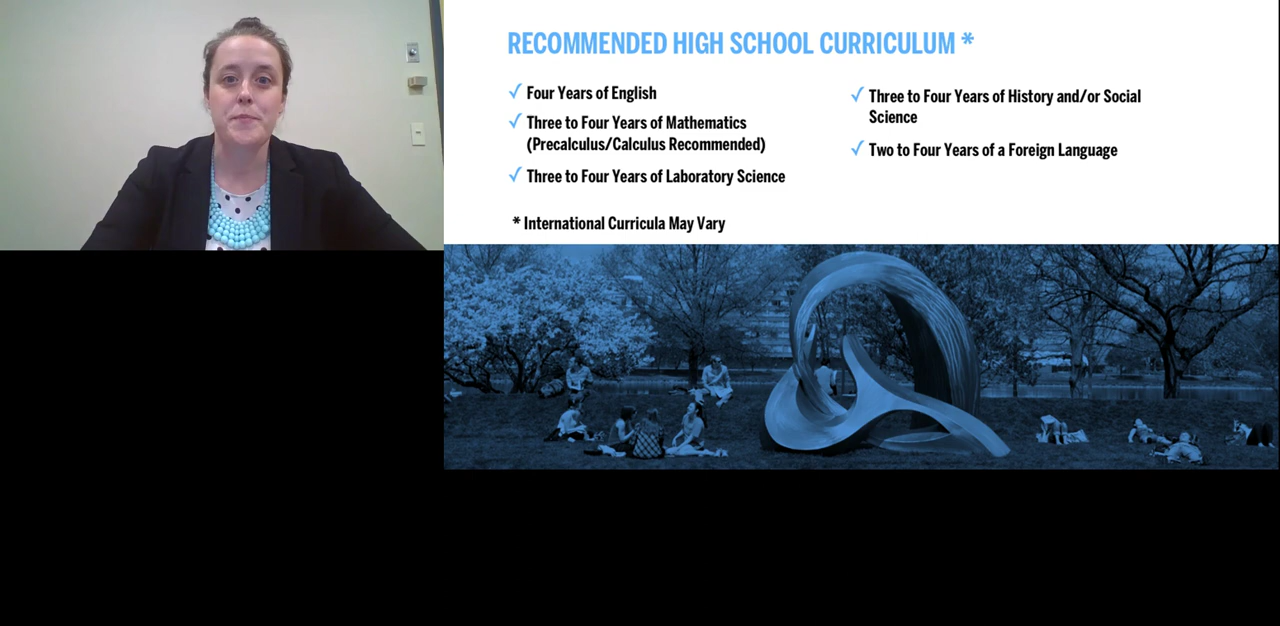 RECOMMENDED HIGH SCHOOL CURRICULUM *
✓ Four Years of English
✓ Three to Four Years of Mathematics
(Precalculus/Calculus Recommended)
✓ Three to Four Years of Laboratory Science
✓ Three to Four Years of History and/or Social
Science
✓ Two to Four Years of a Foreign Language
* International Curricula May Vary